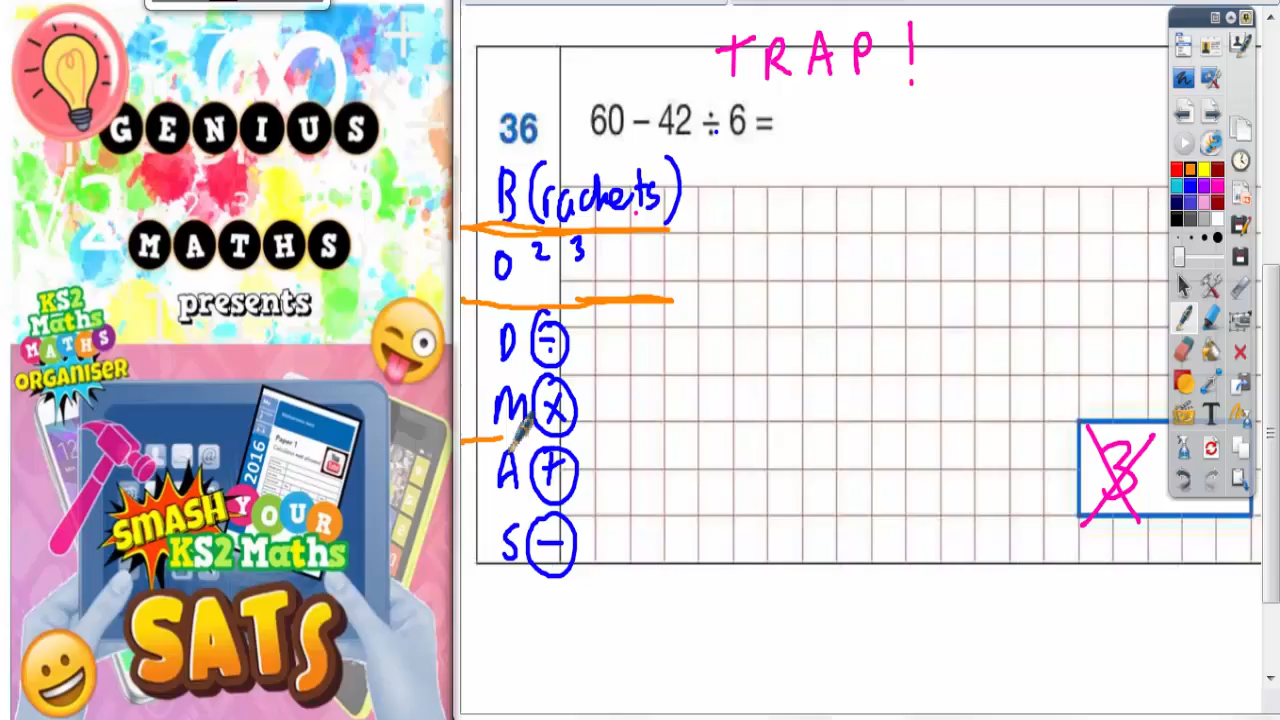 GENIUS
MATHS
presents
KS2
Maths
MATHS
ORGANISER
2016
Paper 1
SMASH YOUR
KS2 Maths
SATS
TRAP!
36
60 – 42 ÷ 6 =
B (rackets)
O 2 3
D ÷
M ×
A +
S −
3